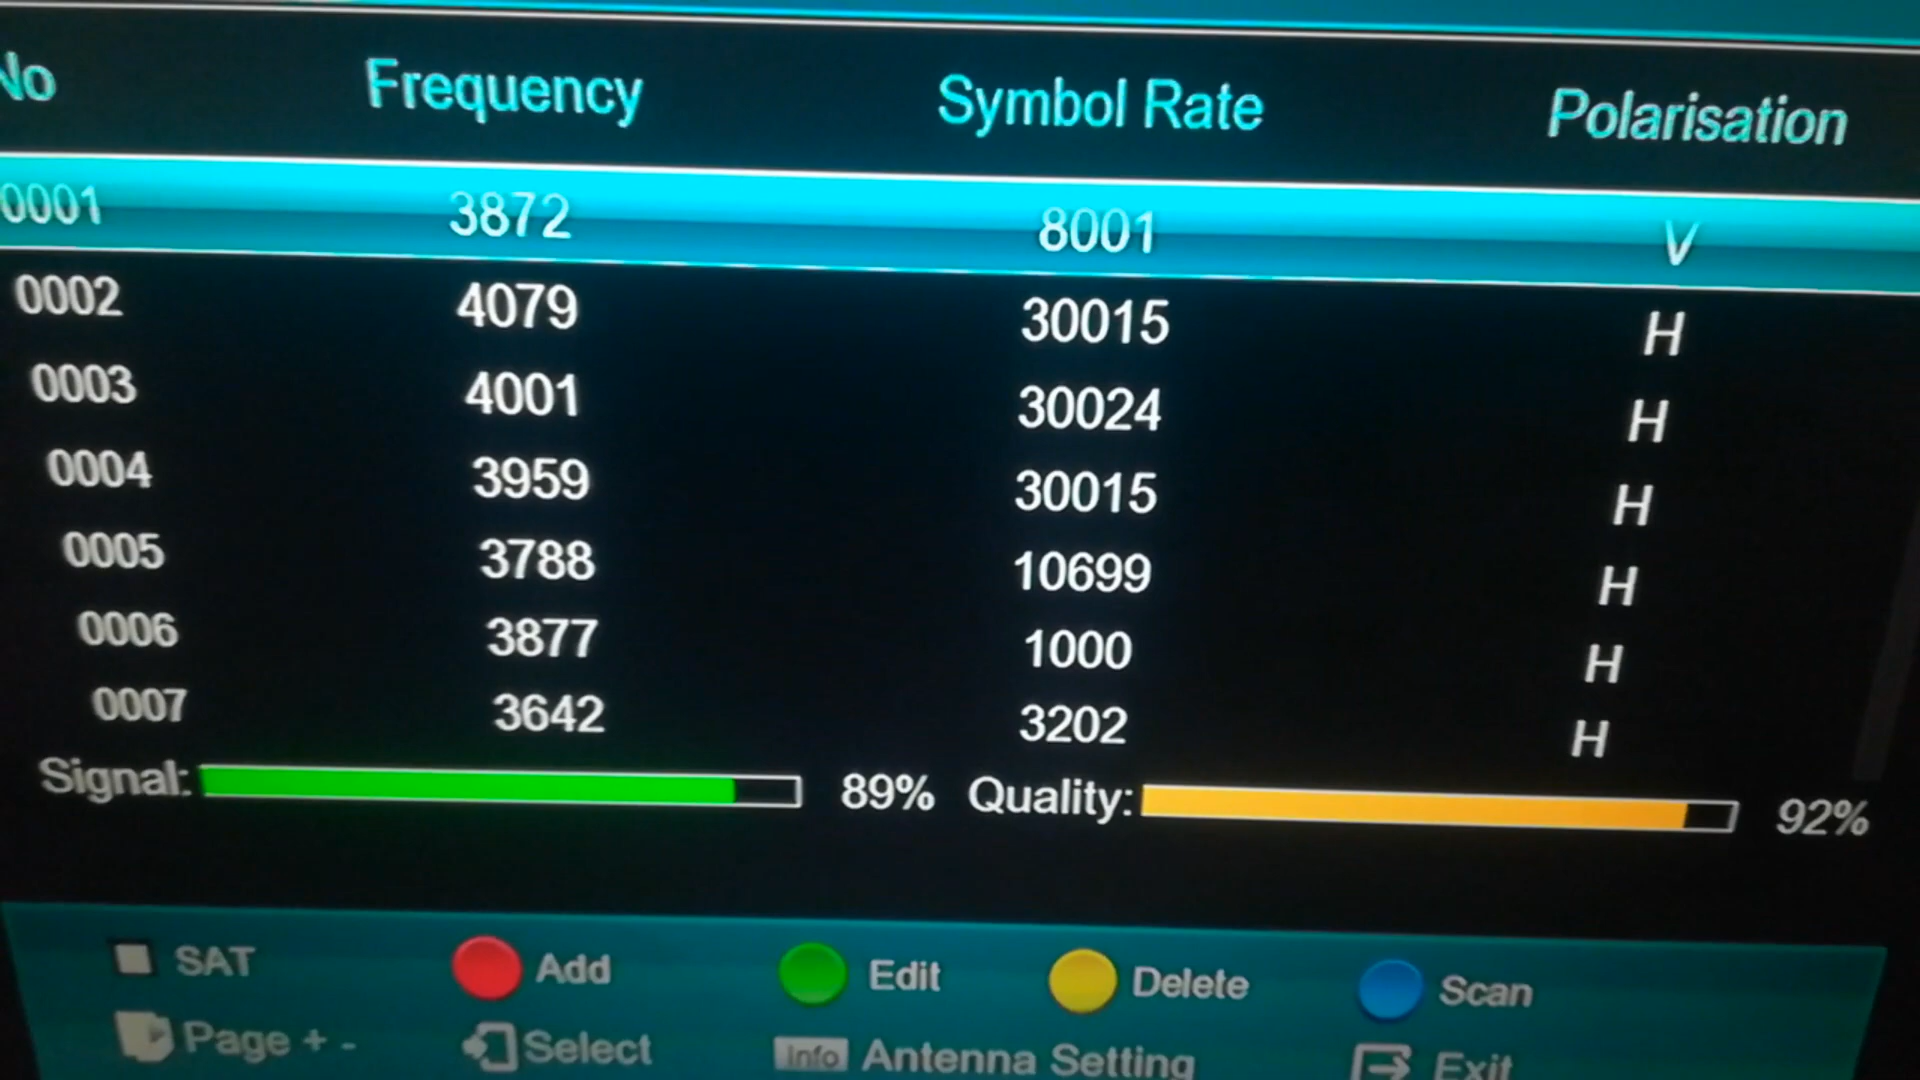 No Frequency Symbol Rate Polarisation
0001 3872 8001 V
0002 4079 30015 H
0003 4001 30024 H
0004 3959 30015 H
0005 3788 10699 H
0006 3877 1000 H
0007 3642 3202 H
Signal: 89% Quality: 92%
SAT Add Edit Delete Scan
Page + - Select Info Antenna Setting Exit